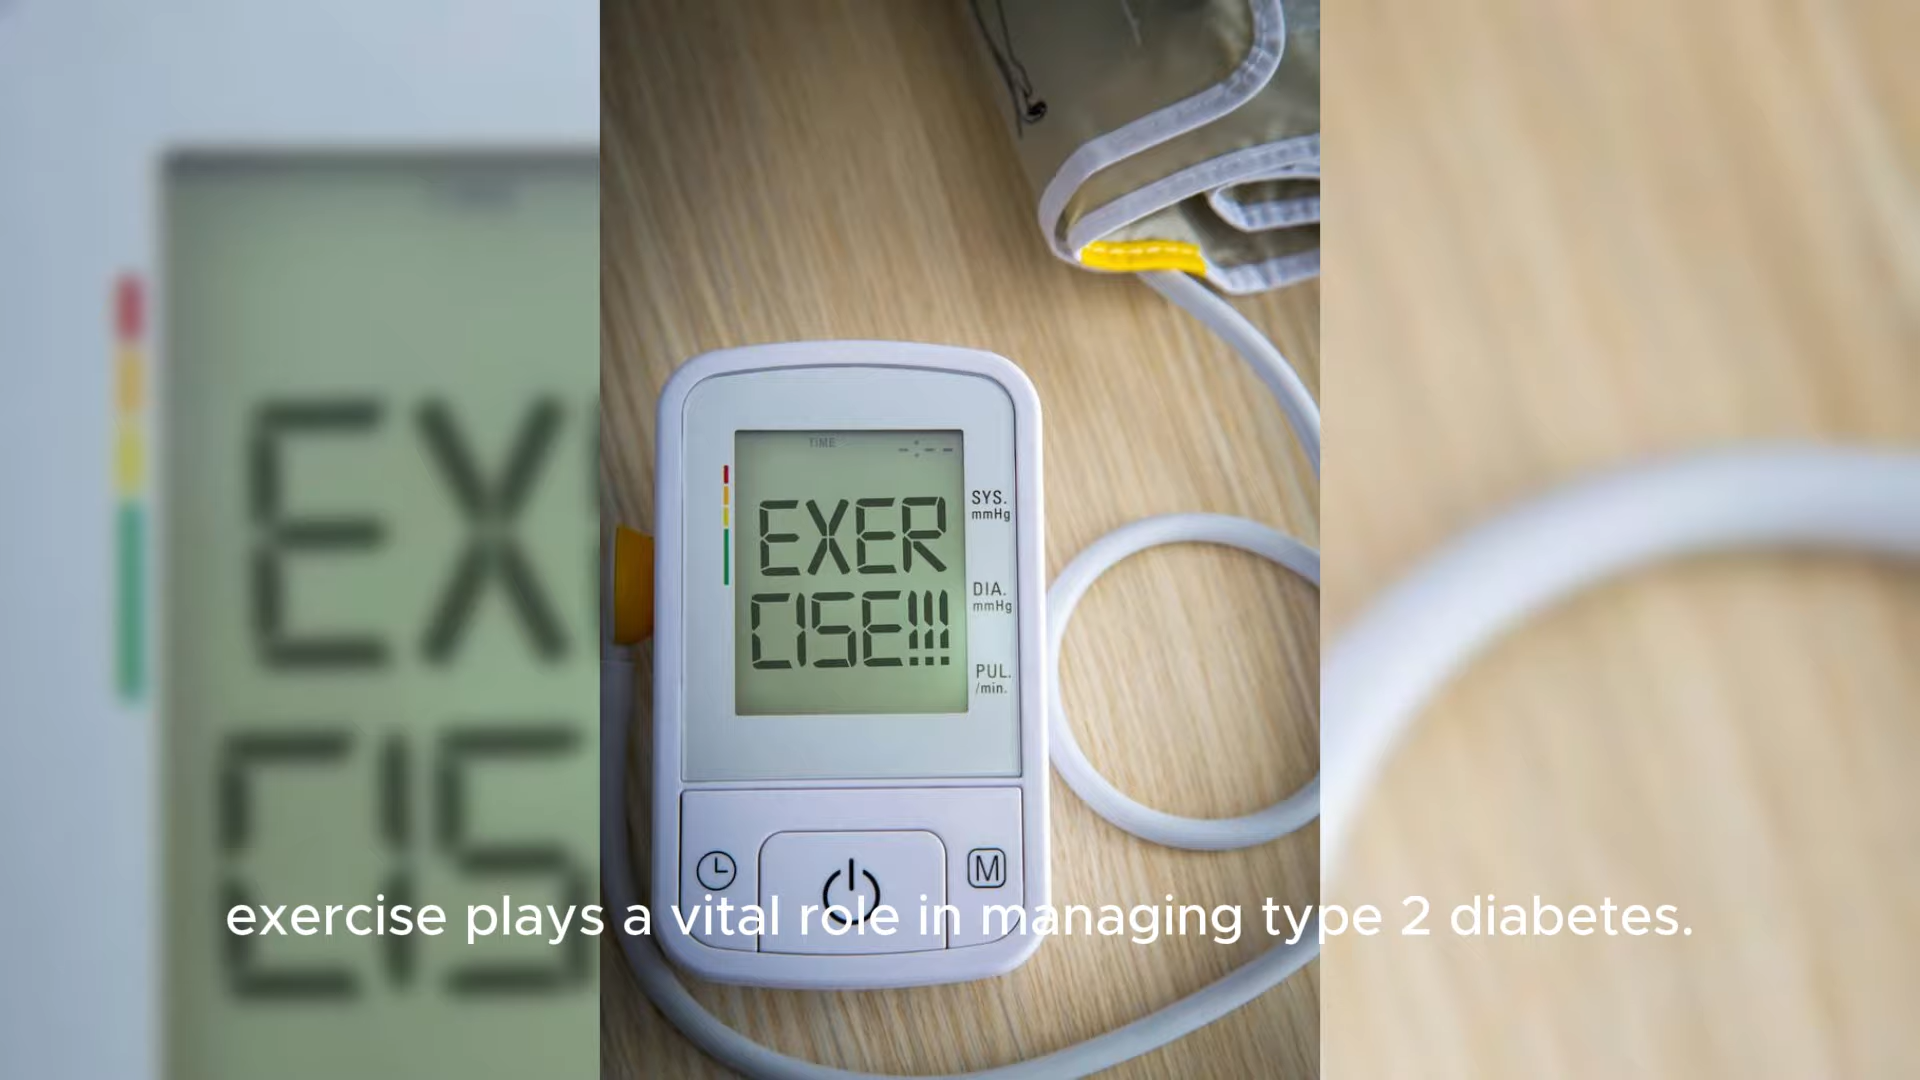 TIME
EXER
CISE!!!
SYS.
mmHg
DIA.
mmHg
PUL.
/min.
M
exercise plays a vital role in managing type 2 diabetes.